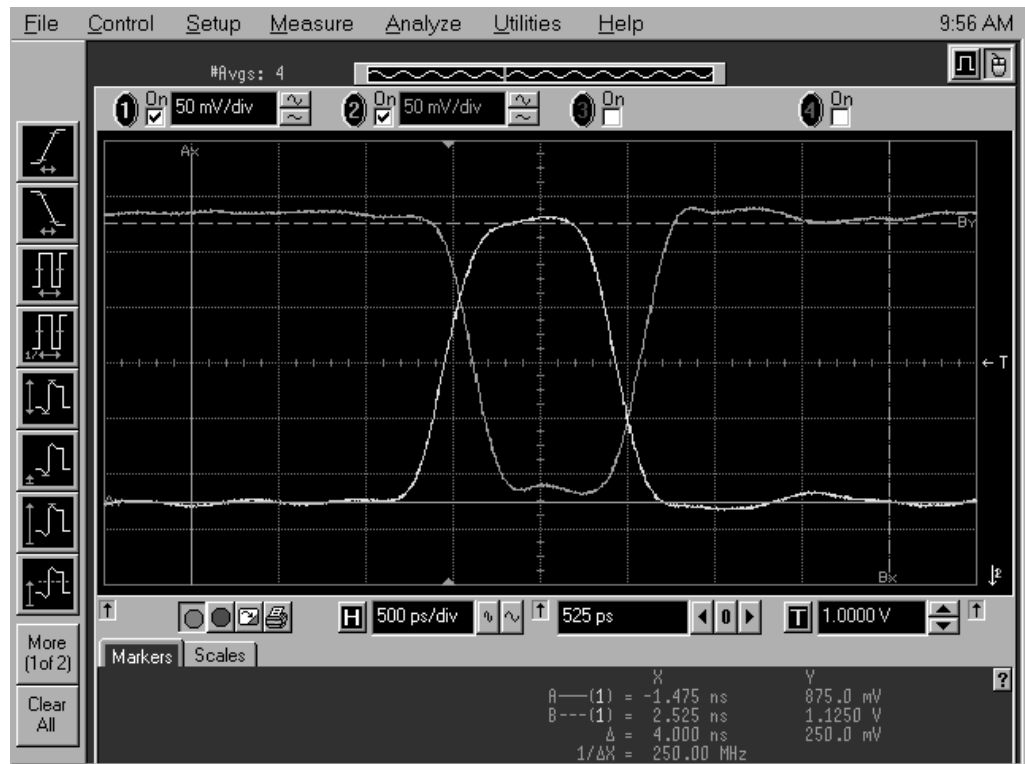 File Control Setup Measure Analyze Utilities Help 9:56 AM
#Avgs: 4
1 On 50 mV/div 2 On 50 mV/div 3 On 4 On
Ax
By
T
A
Bx
2
1/
More
(1of 2)
Clear
All
H 500 ps/div 525 ps 0 T 1.0000 V
Markers Scales
X Y
?
A——(1) = -1.475 ns 875.0 mV
B---(1) = 2.525 ns 1.1250 V
Δ = 4.000 ns 250.0 mV
1/ΔX = 250.00 MHz